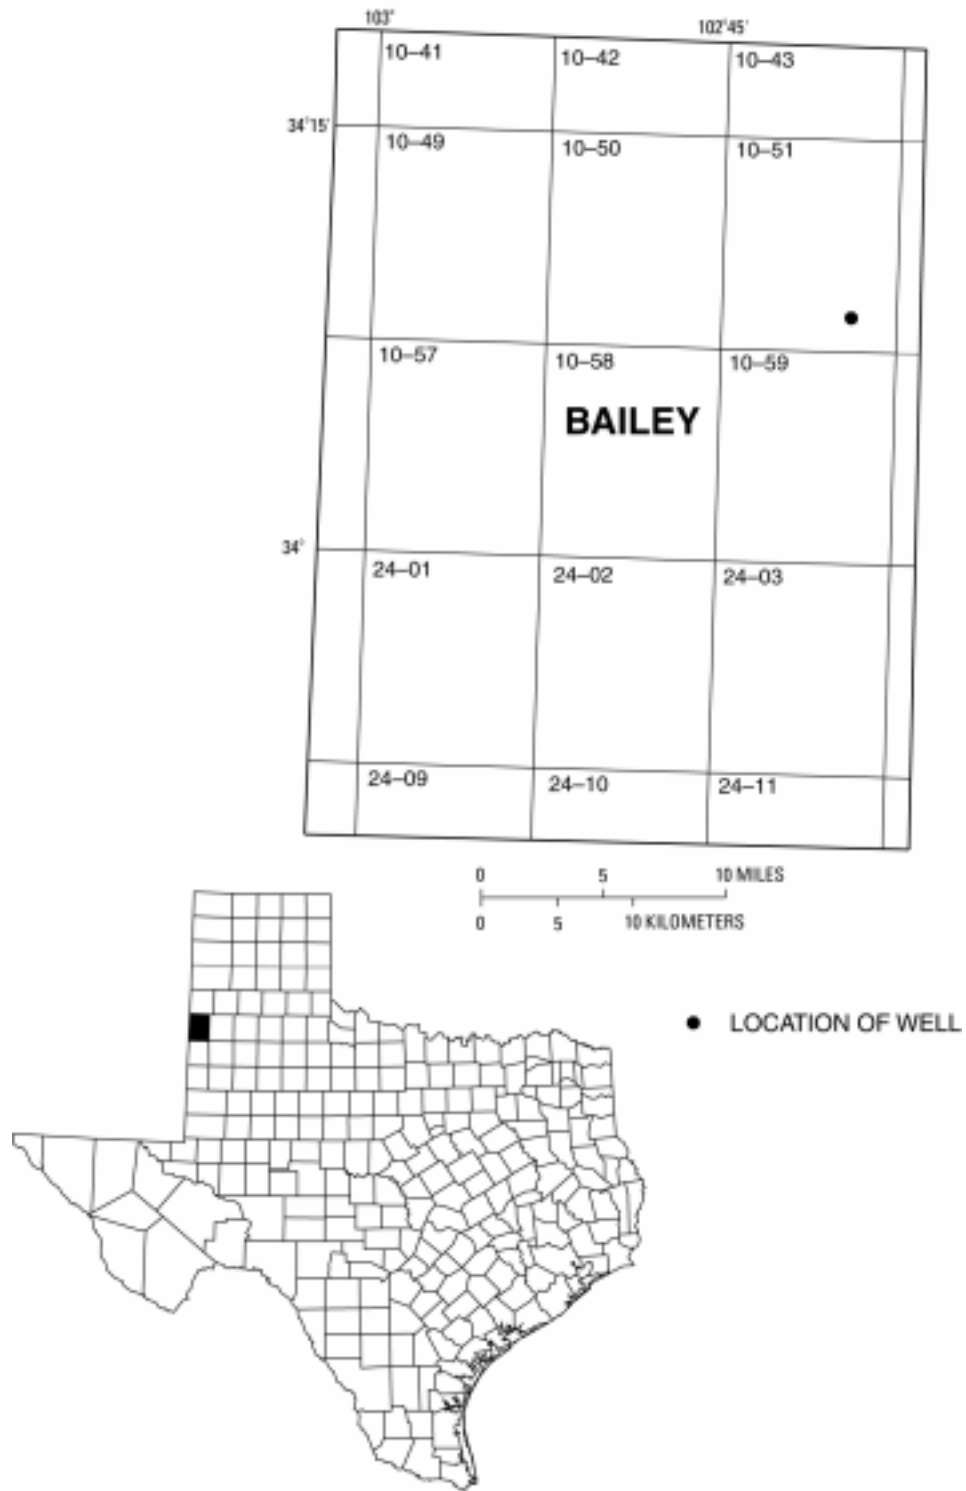 103° 102°45'
10–41 10–42 10–43
34°15'
10–49 10–50 10–51
10–57 10–58 10–59
BAILEY
34°
24–01 24–02 24–03
24–09 24–10 24–11
0 5 10 MILES
0 5 10 KILOMETERS
LOCATION OF WELL